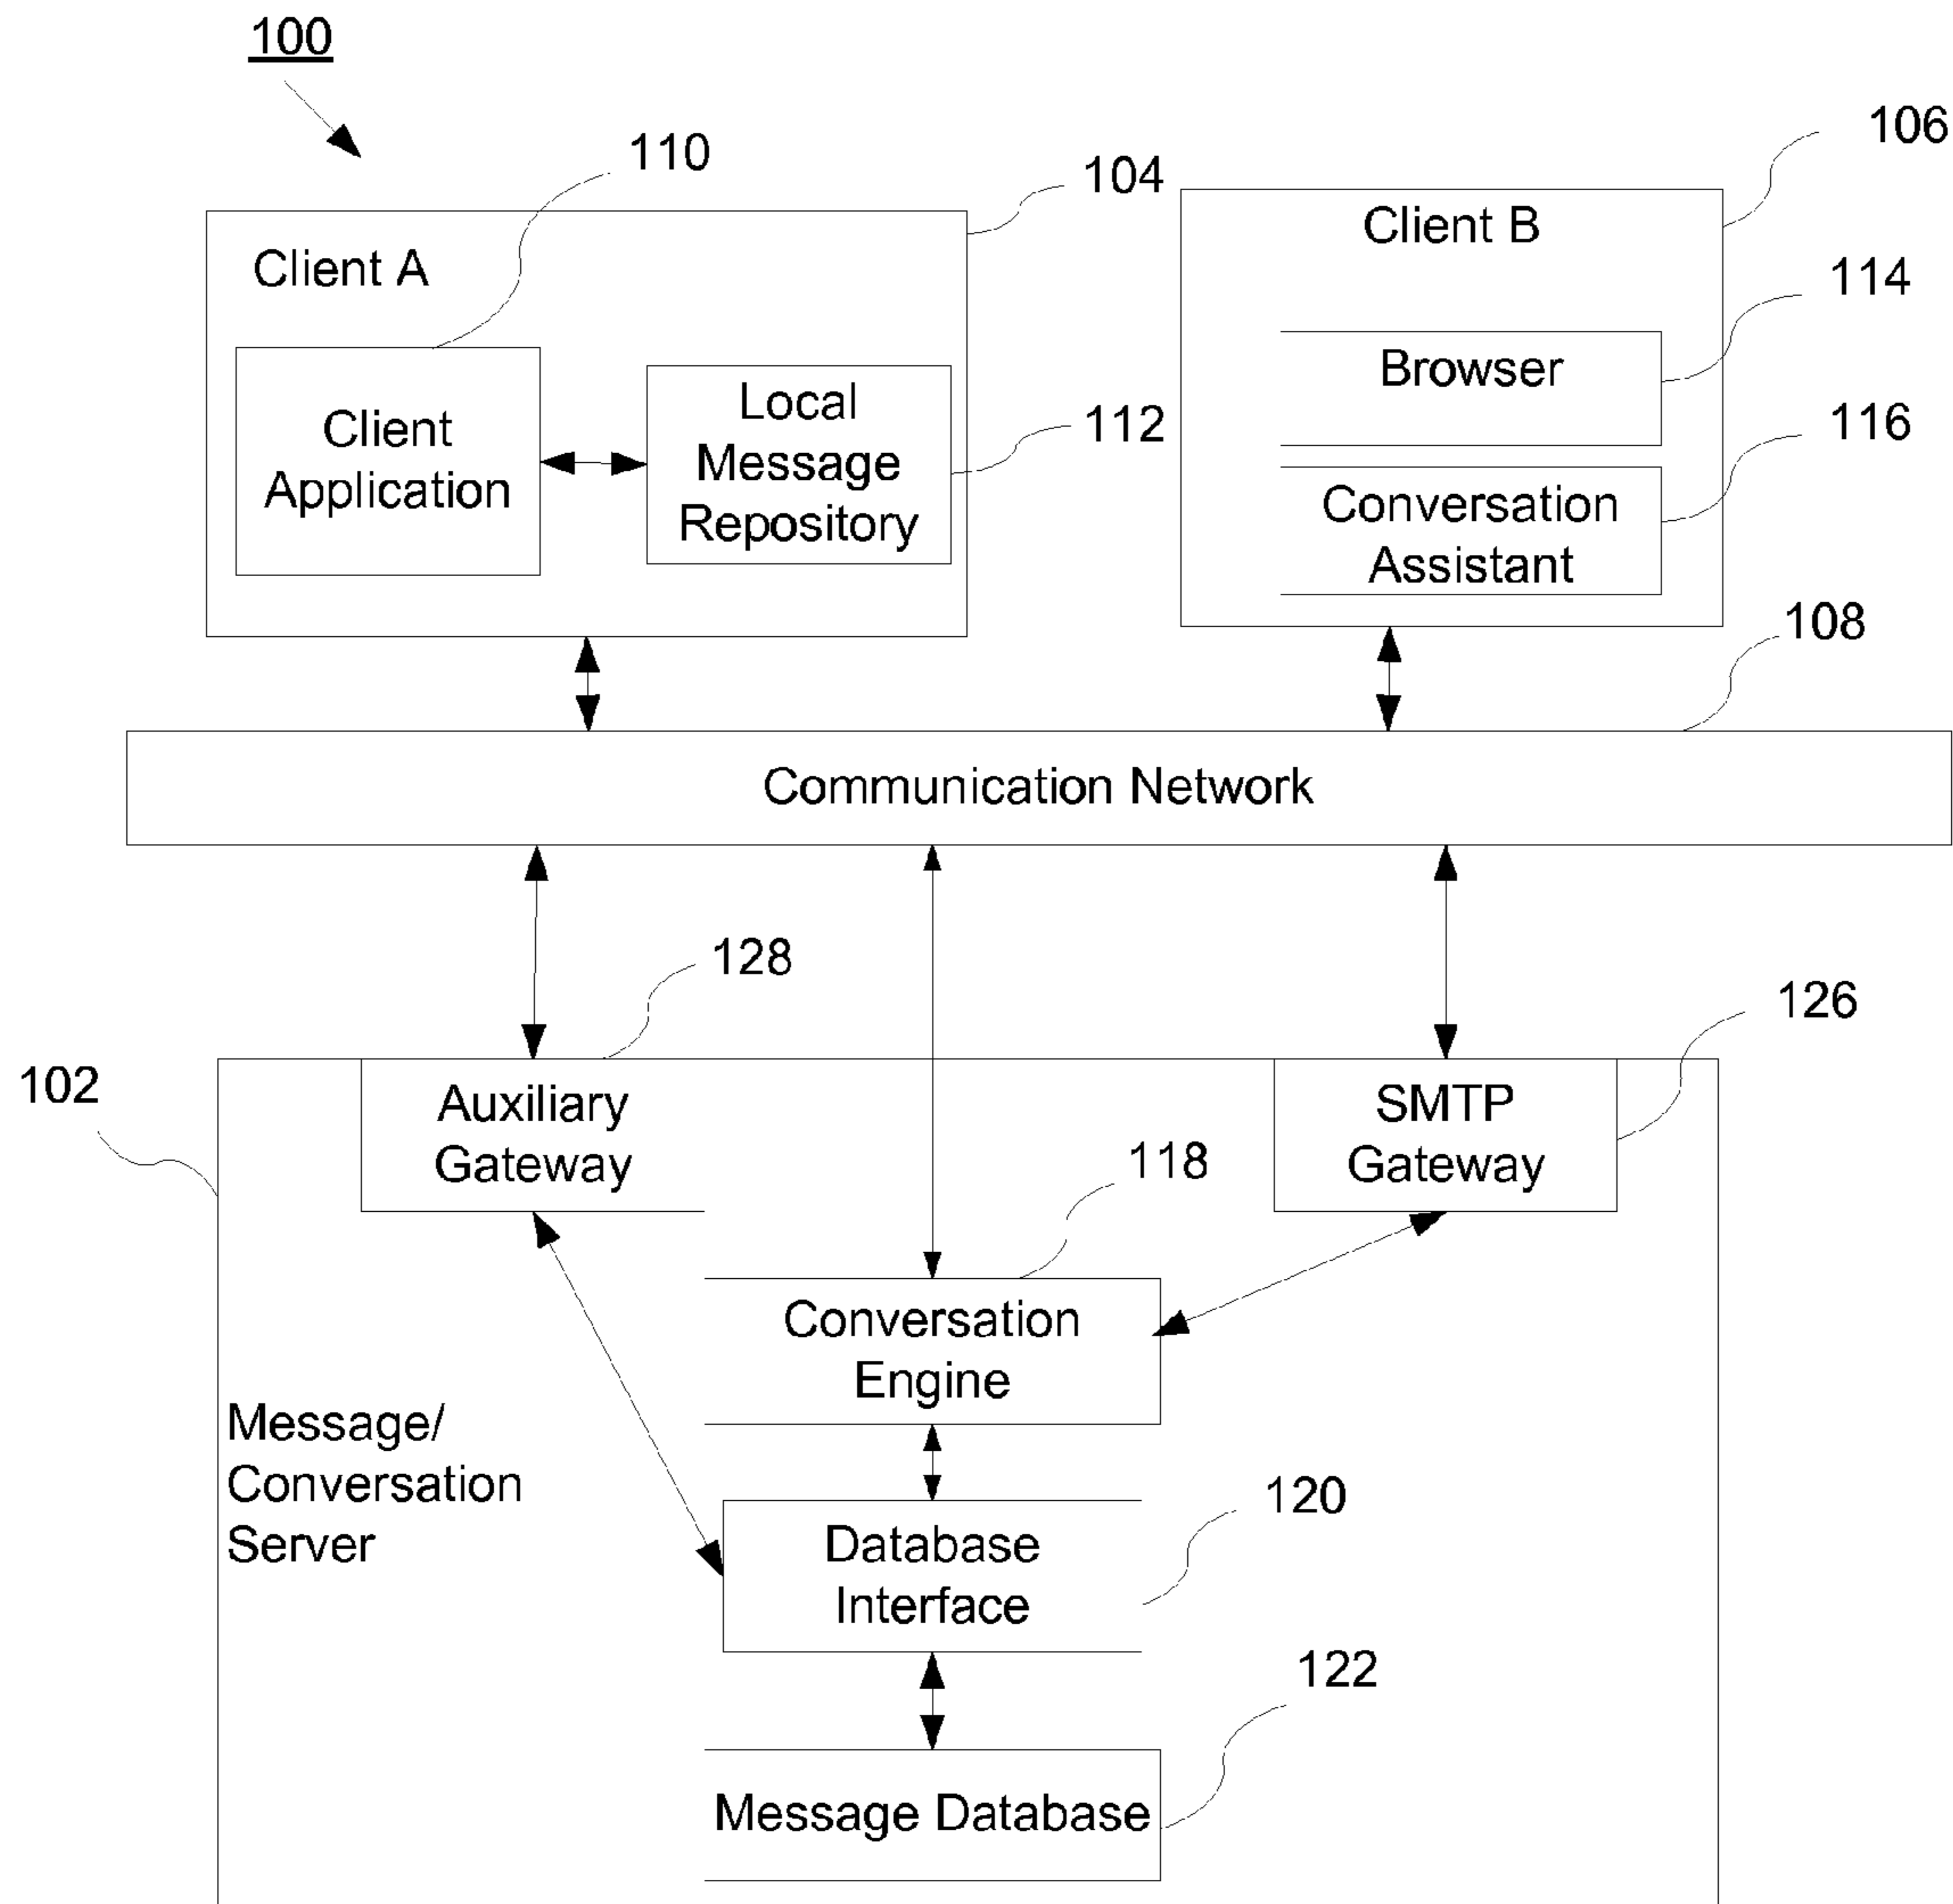 100
110
104
106
Client A
Client B
114
Client
Application
Local
Message
Repository
112
Browser
116
Conversation
Assistant
108
Communication Network
128
126
102
Auxiliary
Gateway
SMTP
Gateway
118
Conversation
Engine
Message/
Conversation
Server
120
Database
Interface
122
Message Database